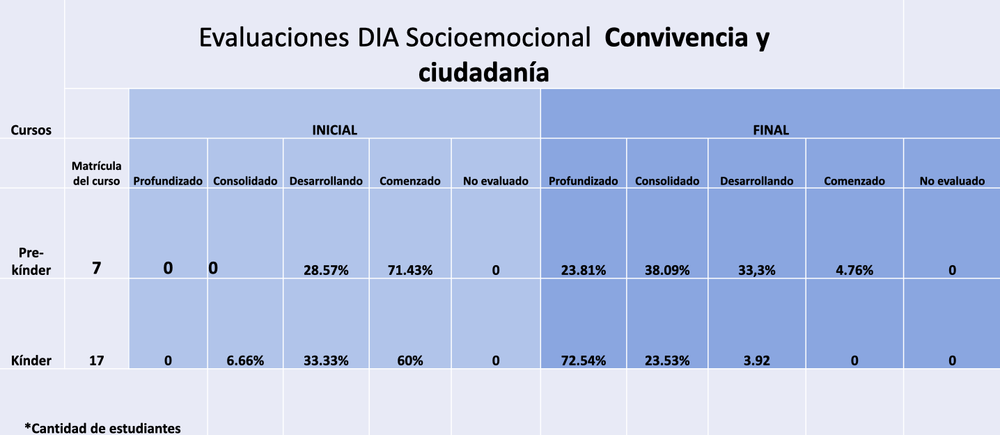 Evaluaciones DIA Socioemocional Convivencia y
ciudadanía
Cursos INICIAL FINAL
Matrícula
del curso Profundizado Consolidado Desarrollando Comenzado No evaluado Profundizado Consolidado Desarrollando Comenzado No evaluado
Pre-
kínder 7 0 0 28.57% 71.43% 0 23.81% 38.09% 33,3% 4.76% 0
Kínder 17 0 6.66% 33.33% 60% 0 72.54% 23.53% 3.92 0 0
*Cantidad de estudiantes